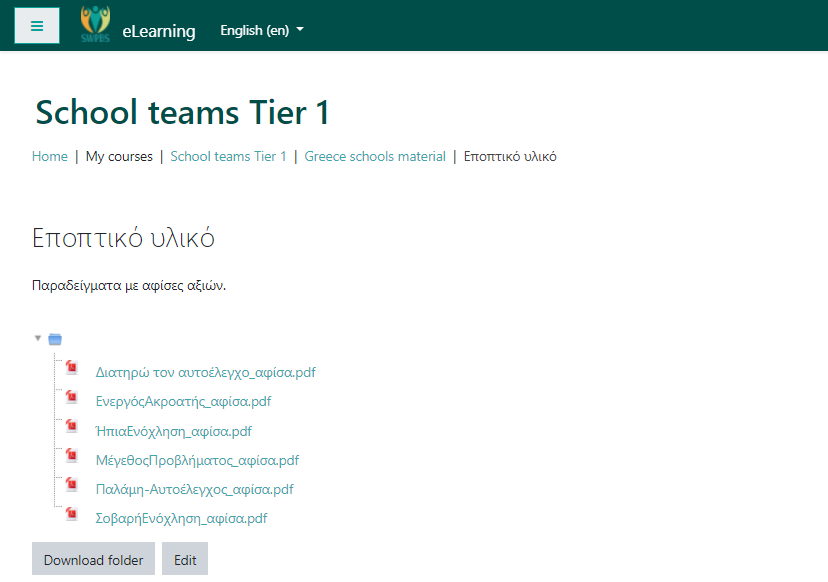 SWPBS
eLearning
English (en)
School teams Tier 1
Home | My courses | School teams Tier 1 | Greece schools material | Εποπτικό υλικό
Εποπτικό υλικό
Παραδείγματα με αφίσες αξιών.
Διατηρώ τον αυτοέλεγχο_αφίσα.pdf
ΕνεργόςΑκροατής_αφίσα.pdf
ΉπιαΕνόχληση_αφίσα.pdf
ΜέγεθοςΠροβλήματος_αφίσα.pdf
Παλάμη-Αυτοέλεγχος_αφίσα.pdf
ΣοβαρήΕνόχληση_αφίσα.pdf
Download folder Edit